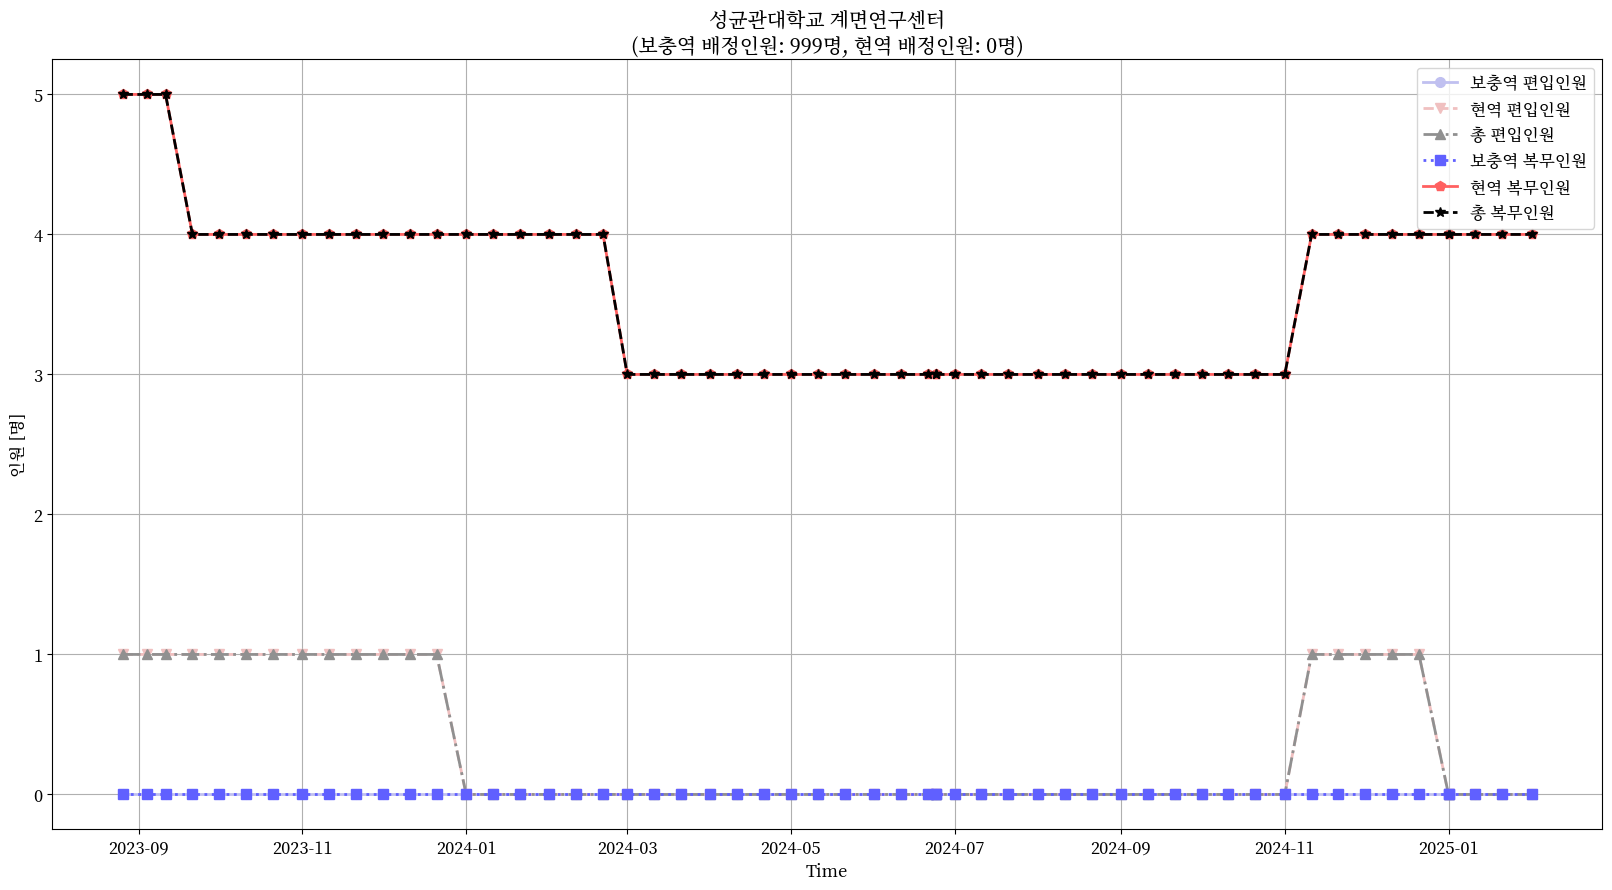 성균관대학교 계면연구센터
(보충역 배정인원: 999명, 현역 배정인원: 0명)
보충역 편입인원
현역 편입인원
총 편입인원
보충역 복무인원
현역 복무인원
총 복무인원
인원 [명]
5
4
3
2
1
0
2023-09
2023-11
2024-01
2024-03
2024-05
2024-07
2024-09
2024-11
2025-01
Time